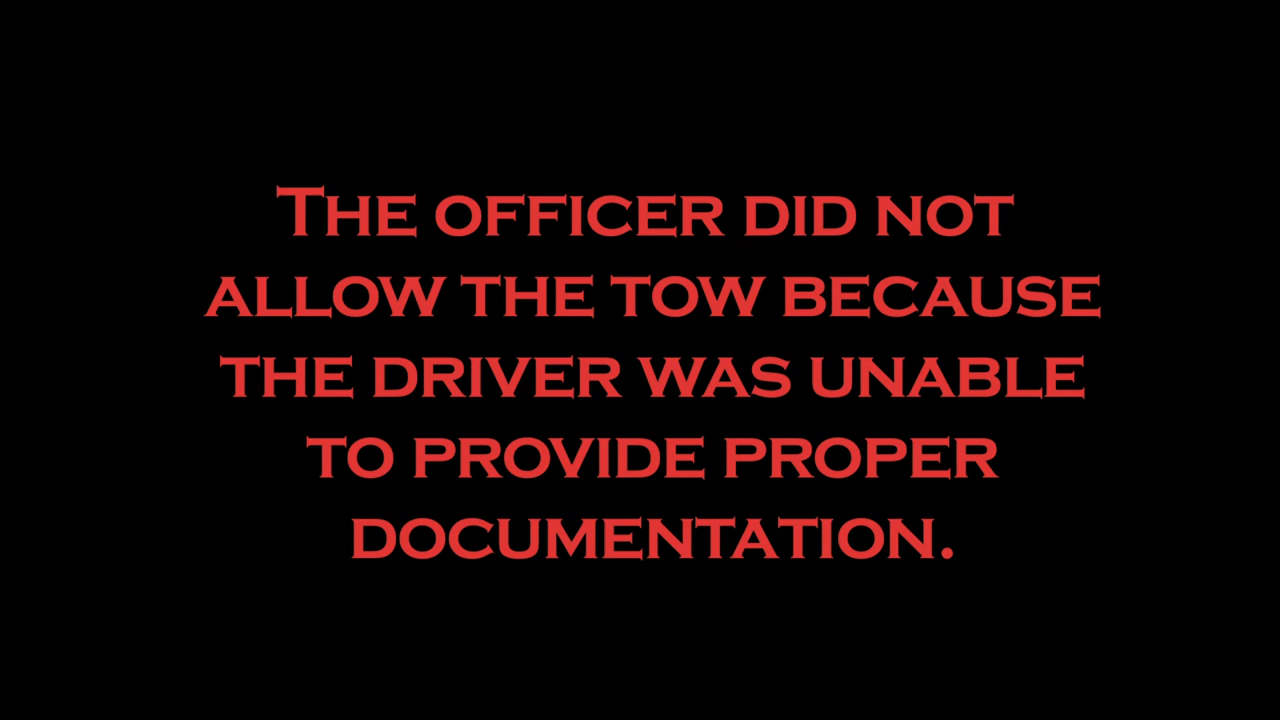 The officer did not
allow the tow because
the driver was unable
to provide proper
documentation.